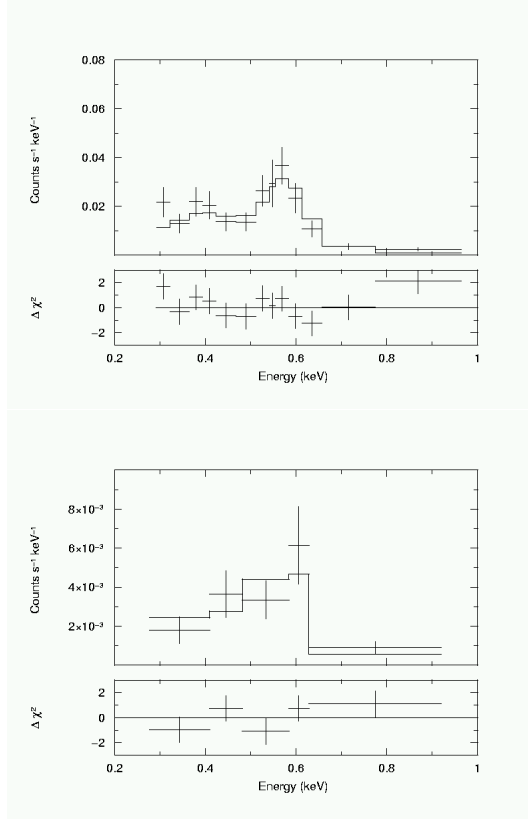 0.08
0.06
0.04
0.02
Counts s⁻¹ keV⁻¹
2
0
−2
Δ χ²
0.2 0.4 0.6 0.8 1
Energy (keV)
8×10⁻³
6×10⁻³
4×10⁻³
2×10⁻³
Counts s⁻¹ keV⁻¹
2
0
−2
Δ χ²
0.2 0.4 0.6 0.8 1
Energy (keV)